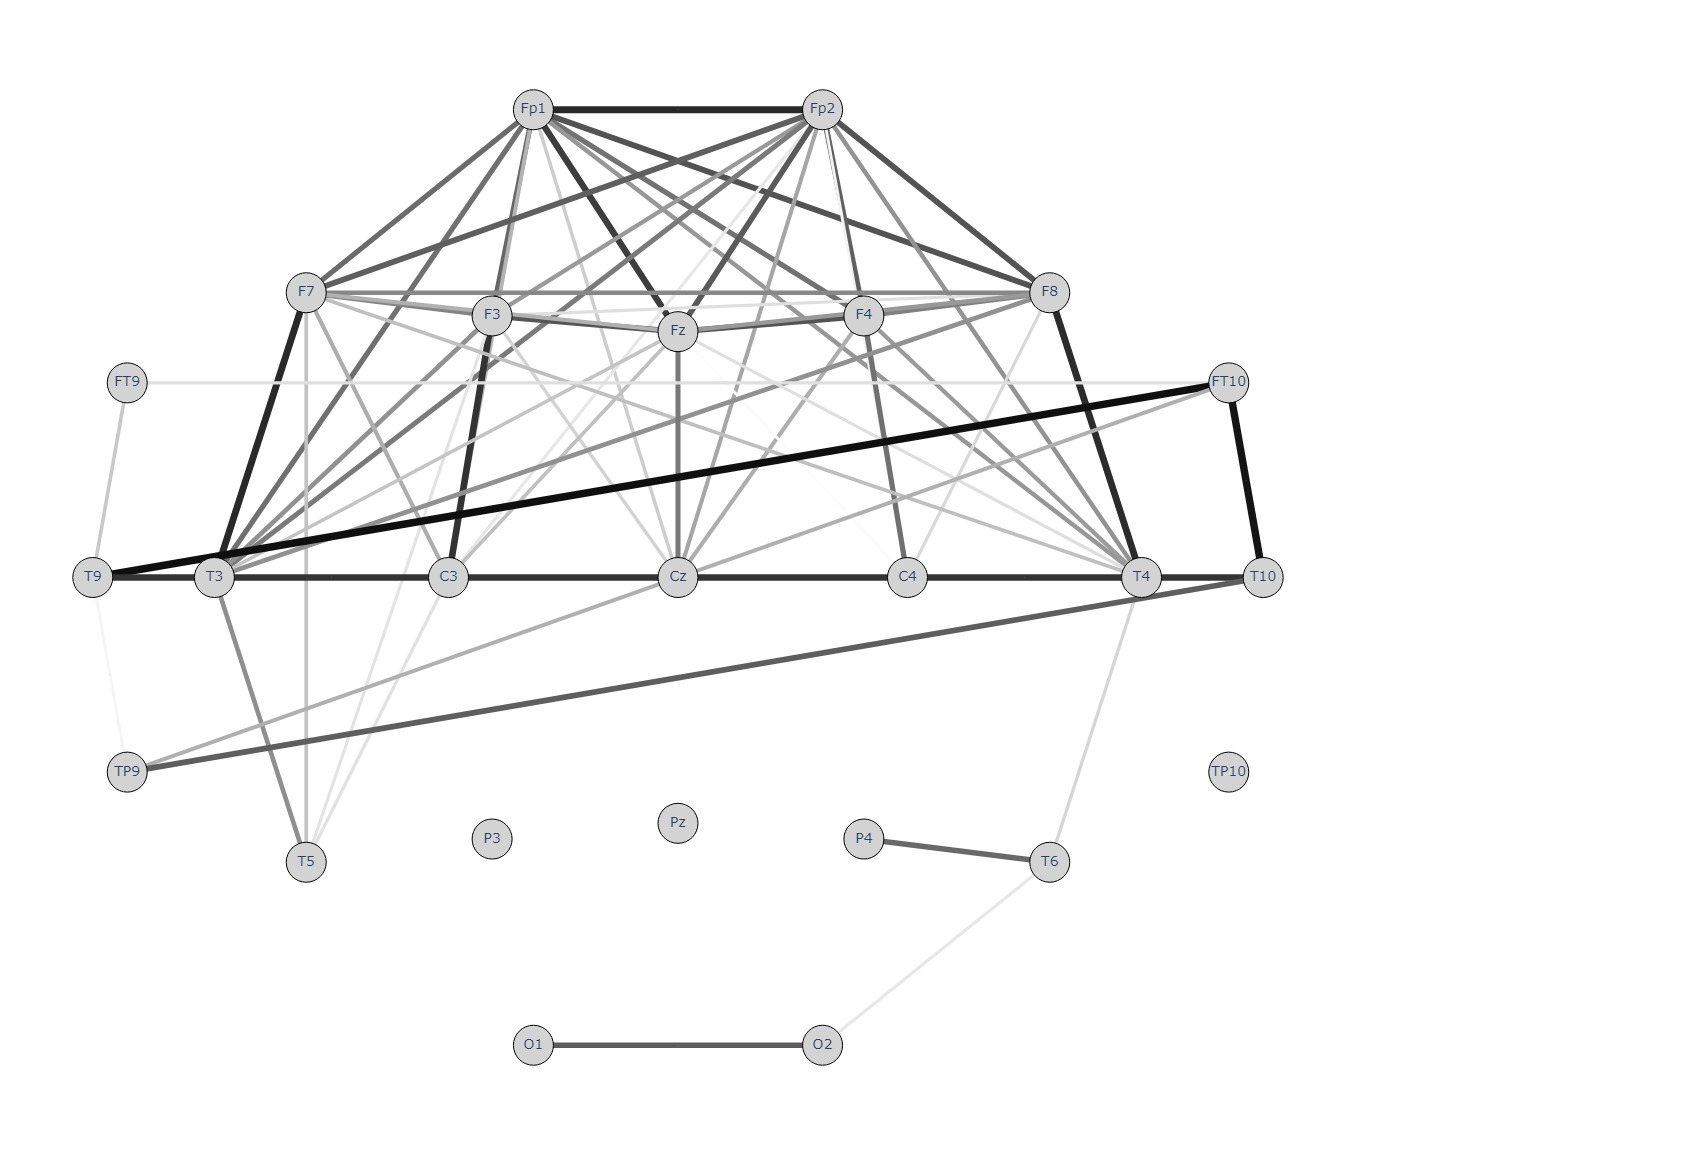 Fp1 Fp2
F7 F3 Fz F4 F8
FT9 FT10
T9 T3 C3 Cz C4 T4 T10
TP9 TP10
T5 P3 Pz P4 T6
O1 O2